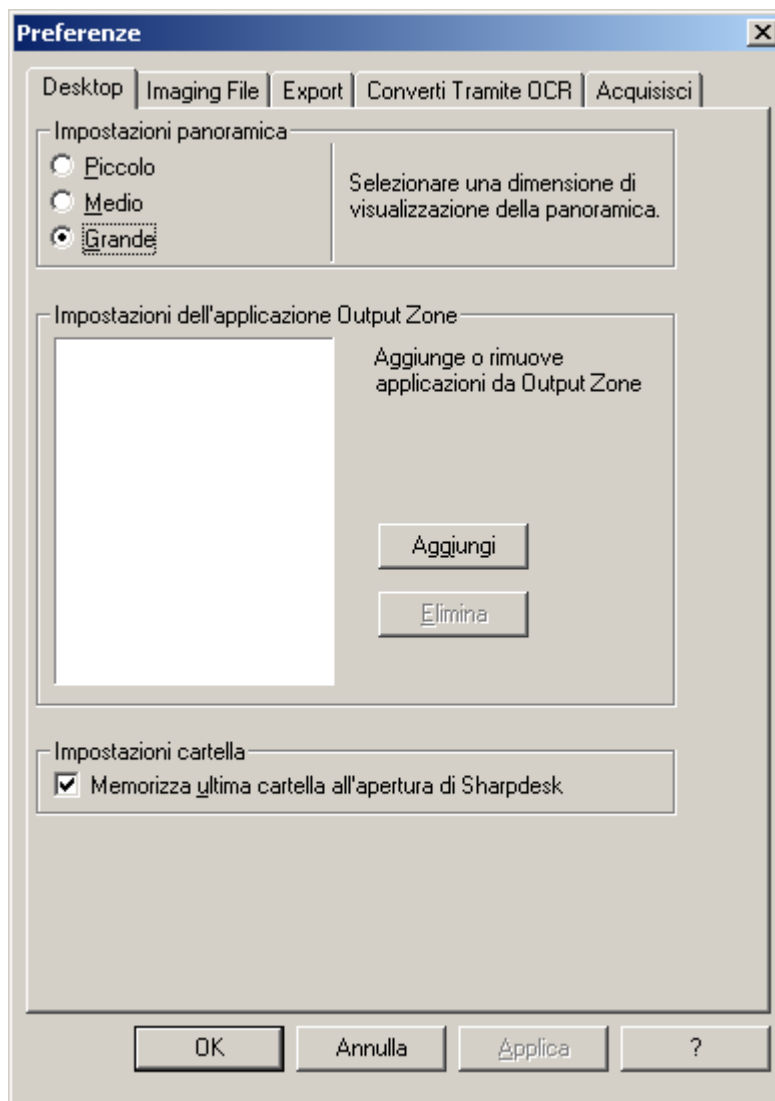 Preferenze
Desktop
Imaging File
Export
Converti Tramite OCR
Acquisisci
Impostazioni panoramica
Piccolo
Medio
Grande
Selezionare una dimensione di
visualizzazione della panoramica.
Impostazioni dell'applicazione Output Zone
Aggiunge o rimuove
applicazioni da Output Zone
Aggiungi
Elimina
Impostazioni cartella
Memorizza ultima cartella all'apertura di Sharpdesk
OK
Annulla
Applica
?